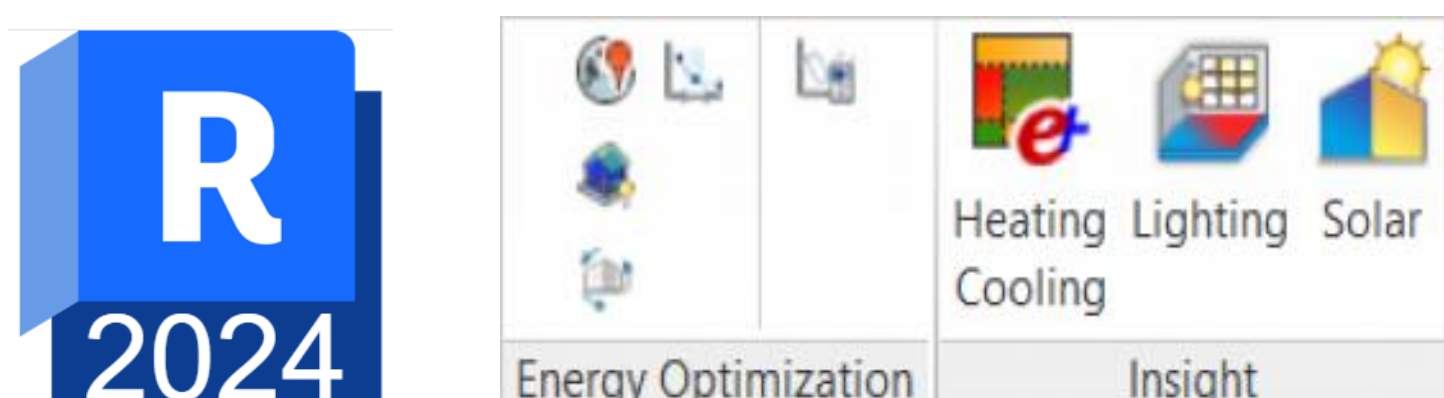 R
2024
Heating
Cooling
Lighting
Solar
Energy Optimization
Insight